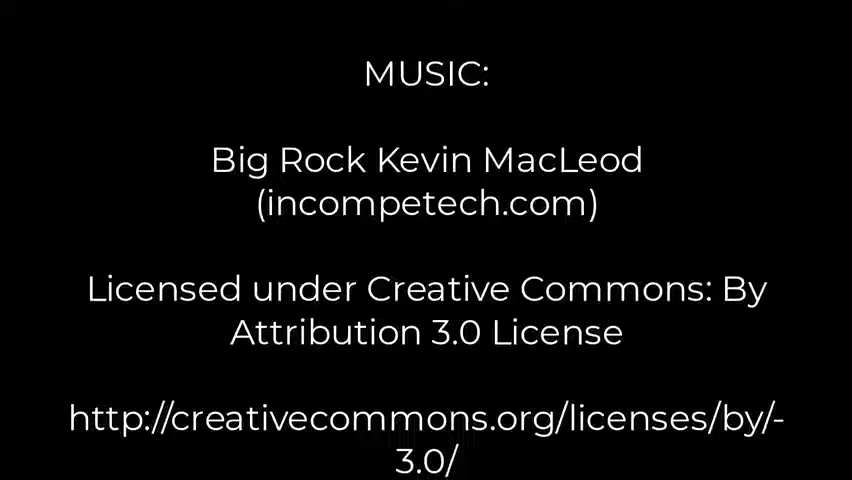 MUSIC:
Big Rock Kevin MacLeod
(incompetech.com)
Licensed under Creative Commons: By
Attribution 3.0 License
http://creativecommons.org/licenses/by/-
3.0/